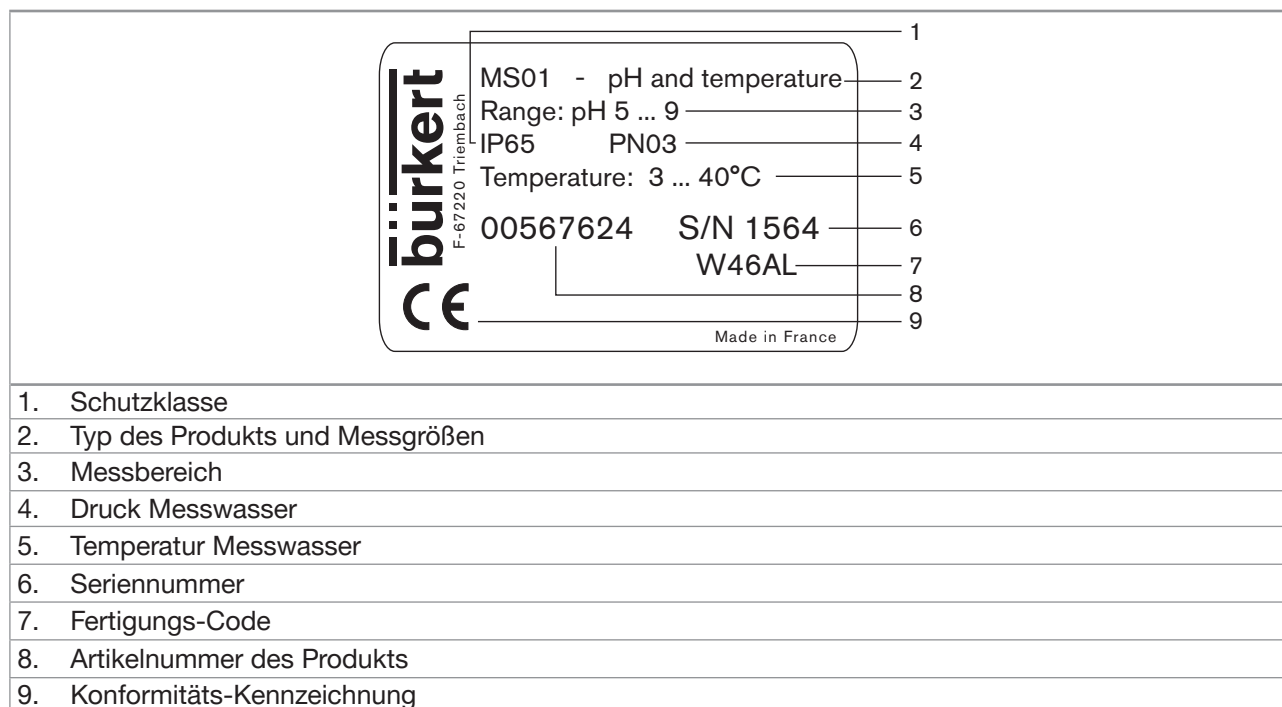 1
MS01 - pH and temperature 2
Range: pH 5 ... 9 3
IP65 PN03 4
Temperature: 3 ... 40°C 5
00567624 S/N 1564 6
W46AL 7
8
9
bürkert
F-67220 Triembach
CE
Made in France
1. Schutzklasse
2. Typ des Produkts und Messgrößen
3. Messbereich
4. Druck Messwasser
5. Temperatur Messwasser
6. Seriennummer
7. Fertigungs-Code
8. Artikelnummer des Produkts
9. Konformitäts-Kennzeichnung